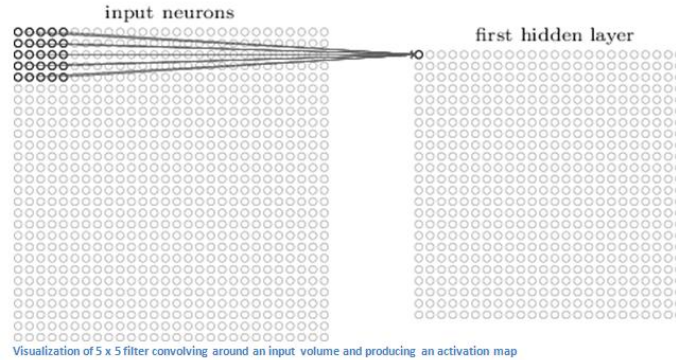 input neurons
first hidden layer
Visualization of 5 x 5 filter convolving around an input volume and producing an activation map